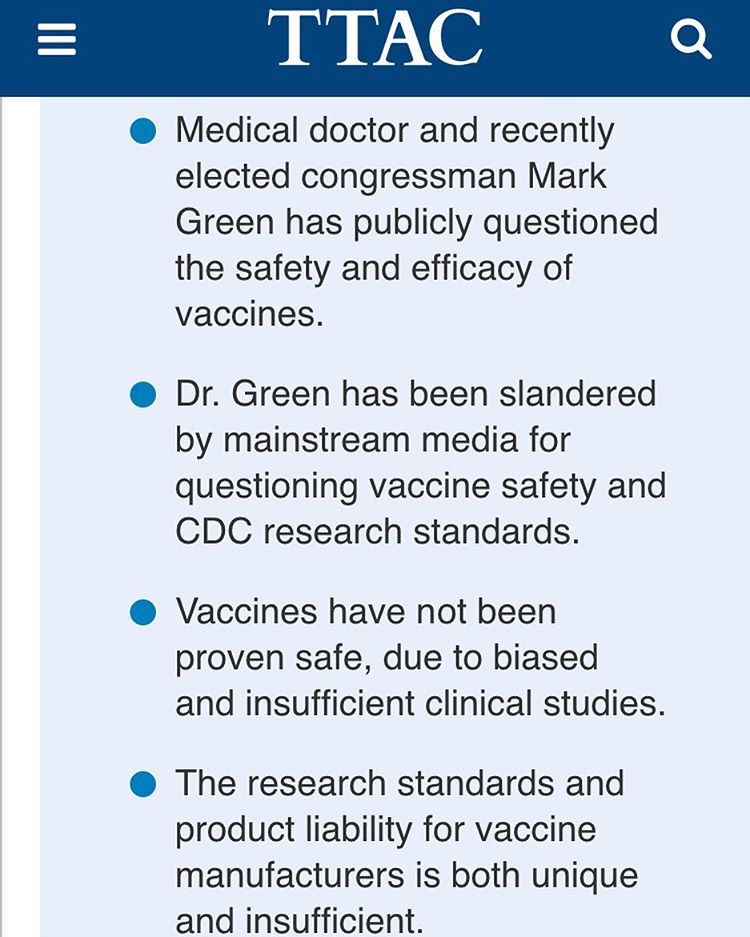 TTAC
Medical doctor and recently
elected congressman Mark
Green has publicly questioned
the safety and efficacy of
vaccines.
Dr. Green has been slandered
by mainstream media for
questioning vaccine safety and
CDC research standards.
Vaccines have not been
proven safe, due to biased
and insufficient clinical studies.
The research standards and
product liability for vaccine
manufacturers is both unique
and insufficient.